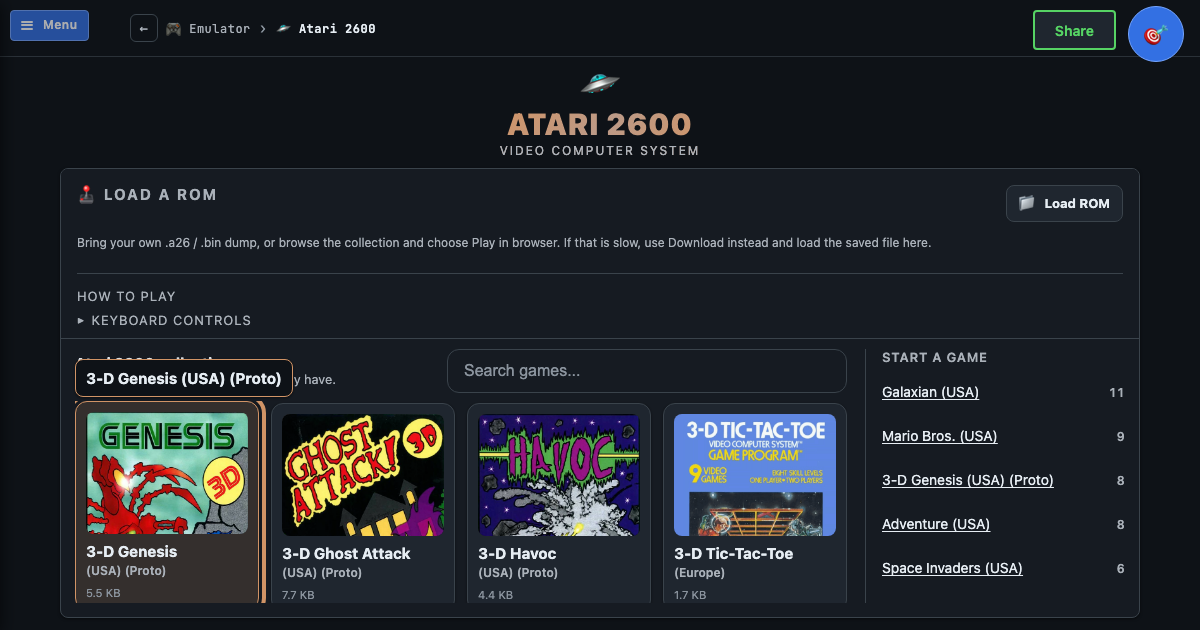 Menu
← Emulator > Atari 2600
Share
ATARI 2600
VIDEO COMPUTER SYSTEM
LOAD A ROM
Load ROM
Bring your own .a26 / .bin dump, or browse the collection and choose Play in browser. If that is slow, use Download instead and load the saved file here.
HOW TO PLAY
▸ KEYBOARD CONTROLS
3-D Genesis (USA) (Proto)
y have.
Search games...
GENESIS
3D
3-D Genesis
(USA) (Proto)
5.5 KB
GHOST
ATTACK!
3D
3-D Ghost Attack
(USA) (Proto)
7.7 KB
HAVOC
3-D Havoc
(USA) (Proto)
4.4 KB
3-D TIC-TAC-TOE
VIDEO COMPUTER SYSTEM™
GAME PROGRAM™
9 VIDEO
GAMES
EIGHT SKILL LEVELS
ONE PLAYER • TWO PLAYERS
3-D Tic-Tac-Toe
(Europe)
1.7 KB
START A GAME
Galaxian (USA) 11
Mario Bros. (USA) 9
3-D Genesis (USA) (Proto) 8
Adventure (USA) 8
Space Invaders (USA) 6